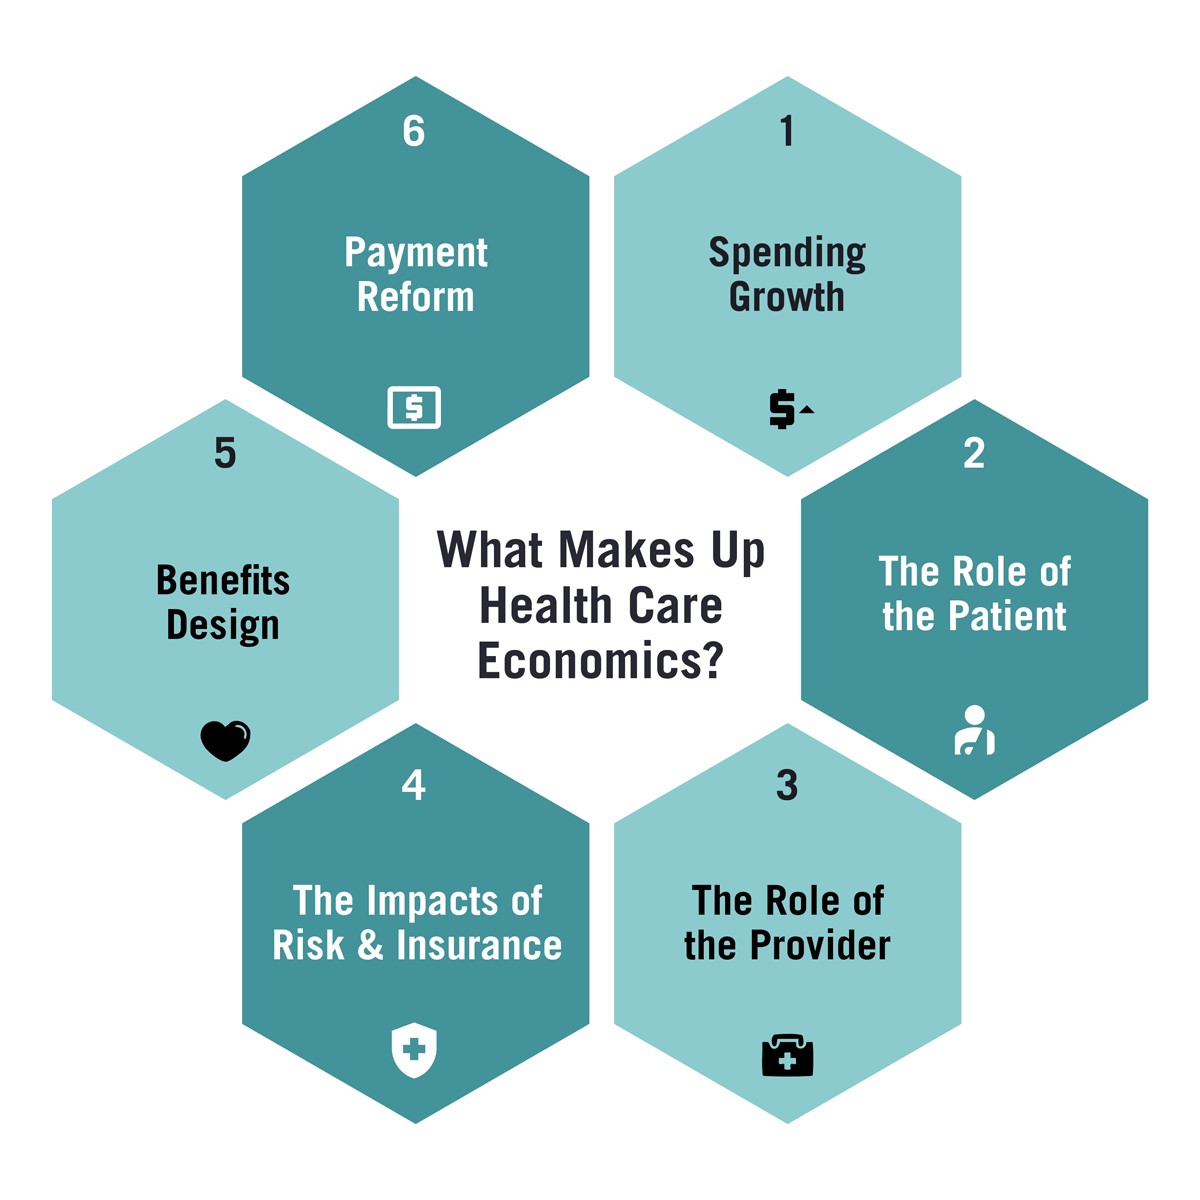 What Makes Up
Health Care
Economics?
1
Spending
Growth
$
2
The Role of
the Patient
3
The Role of
the Provider
4
The Impacts of
Risk & Insurance
5
Benefits
Design
6
Payment
Reform
$